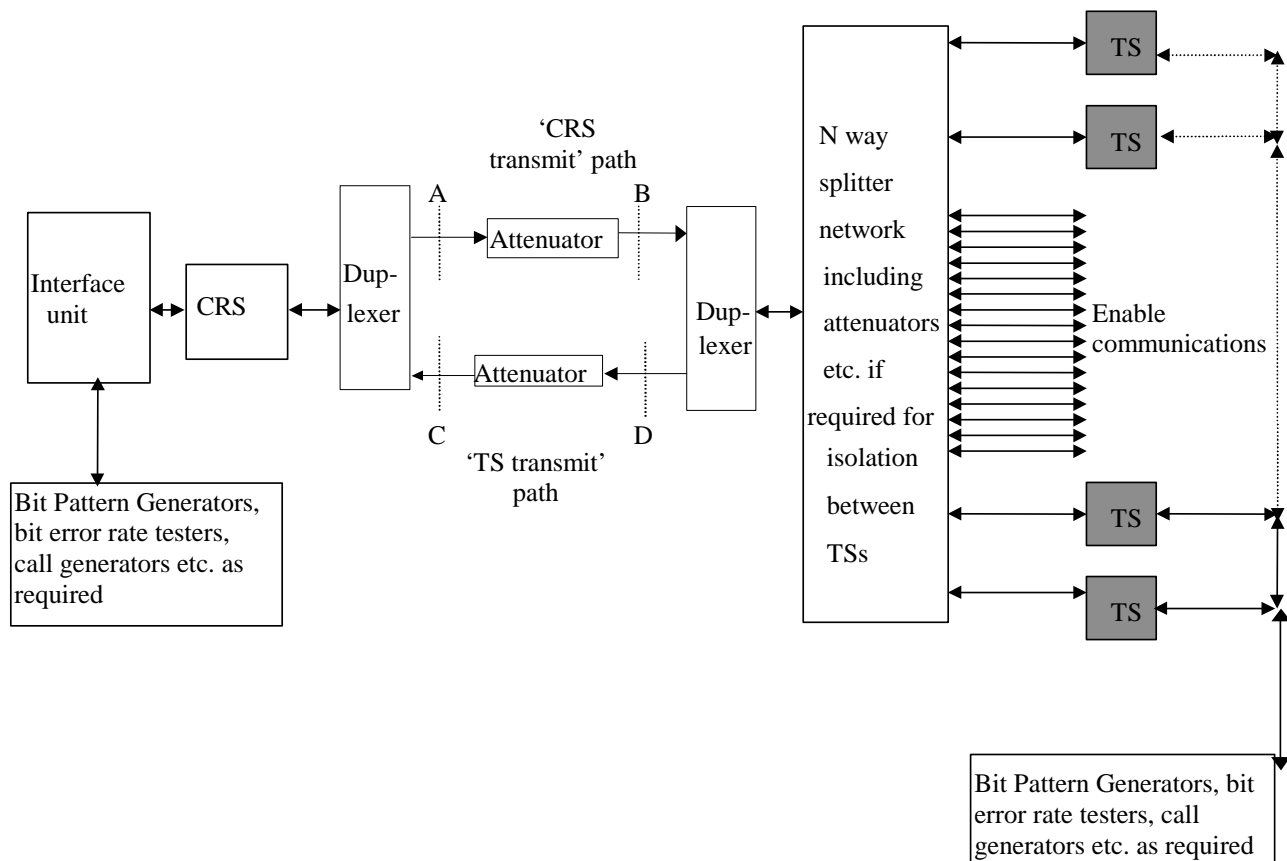 TS
TS
‘CRS
transmit’ path
A
B
Attenuator
Interface
unit
CRS
Dup-
lexer
Dup-
lexer
C
D
Attenuator
‘TS transmit’
path
N way
splitter
network
including
attenuators
etc. if
required for
isolation
between
TSs
Enable
communications
TS
TS
Bit Pattern Generators,
bit error rate testers,
call generators etc. as
required
Bit Pattern Generators, bit
error rate testers, call
generators etc. as required